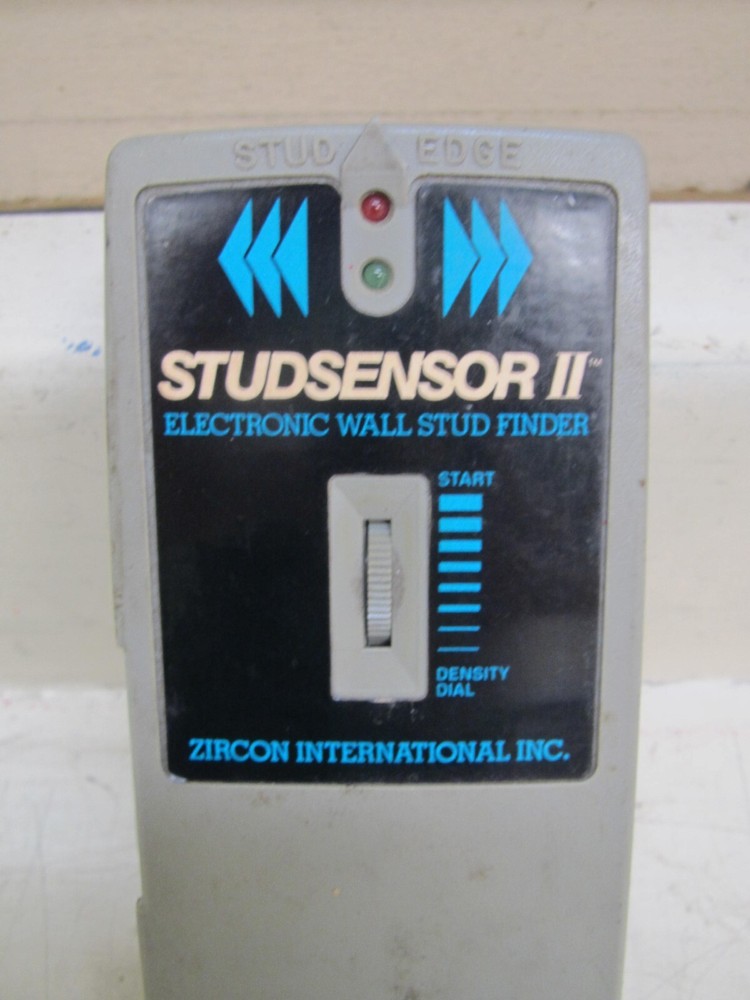 STUD EDGE
STUDSENSOR II™
ELECTRONIC WALL STUD FINDER
START
DENSITY
DIAL
ZIRCON INTERNATIONAL INC.